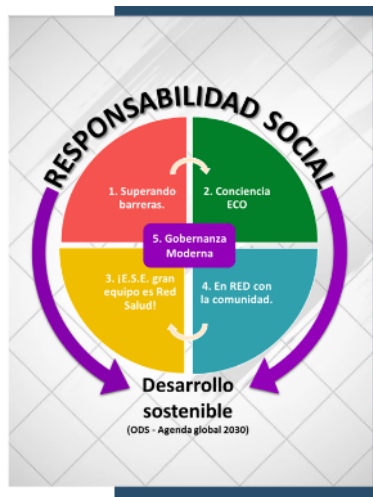 RESPONSABILIDAD SOCIAL
1. Superando
barreras.
2. Conciencia
ECO
5. Gobernanza
Moderna
3. ¡E.S.E. gran
equipo es Red
Salud!
4. En RED con
la comunidad.
Desarrollo
sostenible
(ODS - Agenda global 2030)